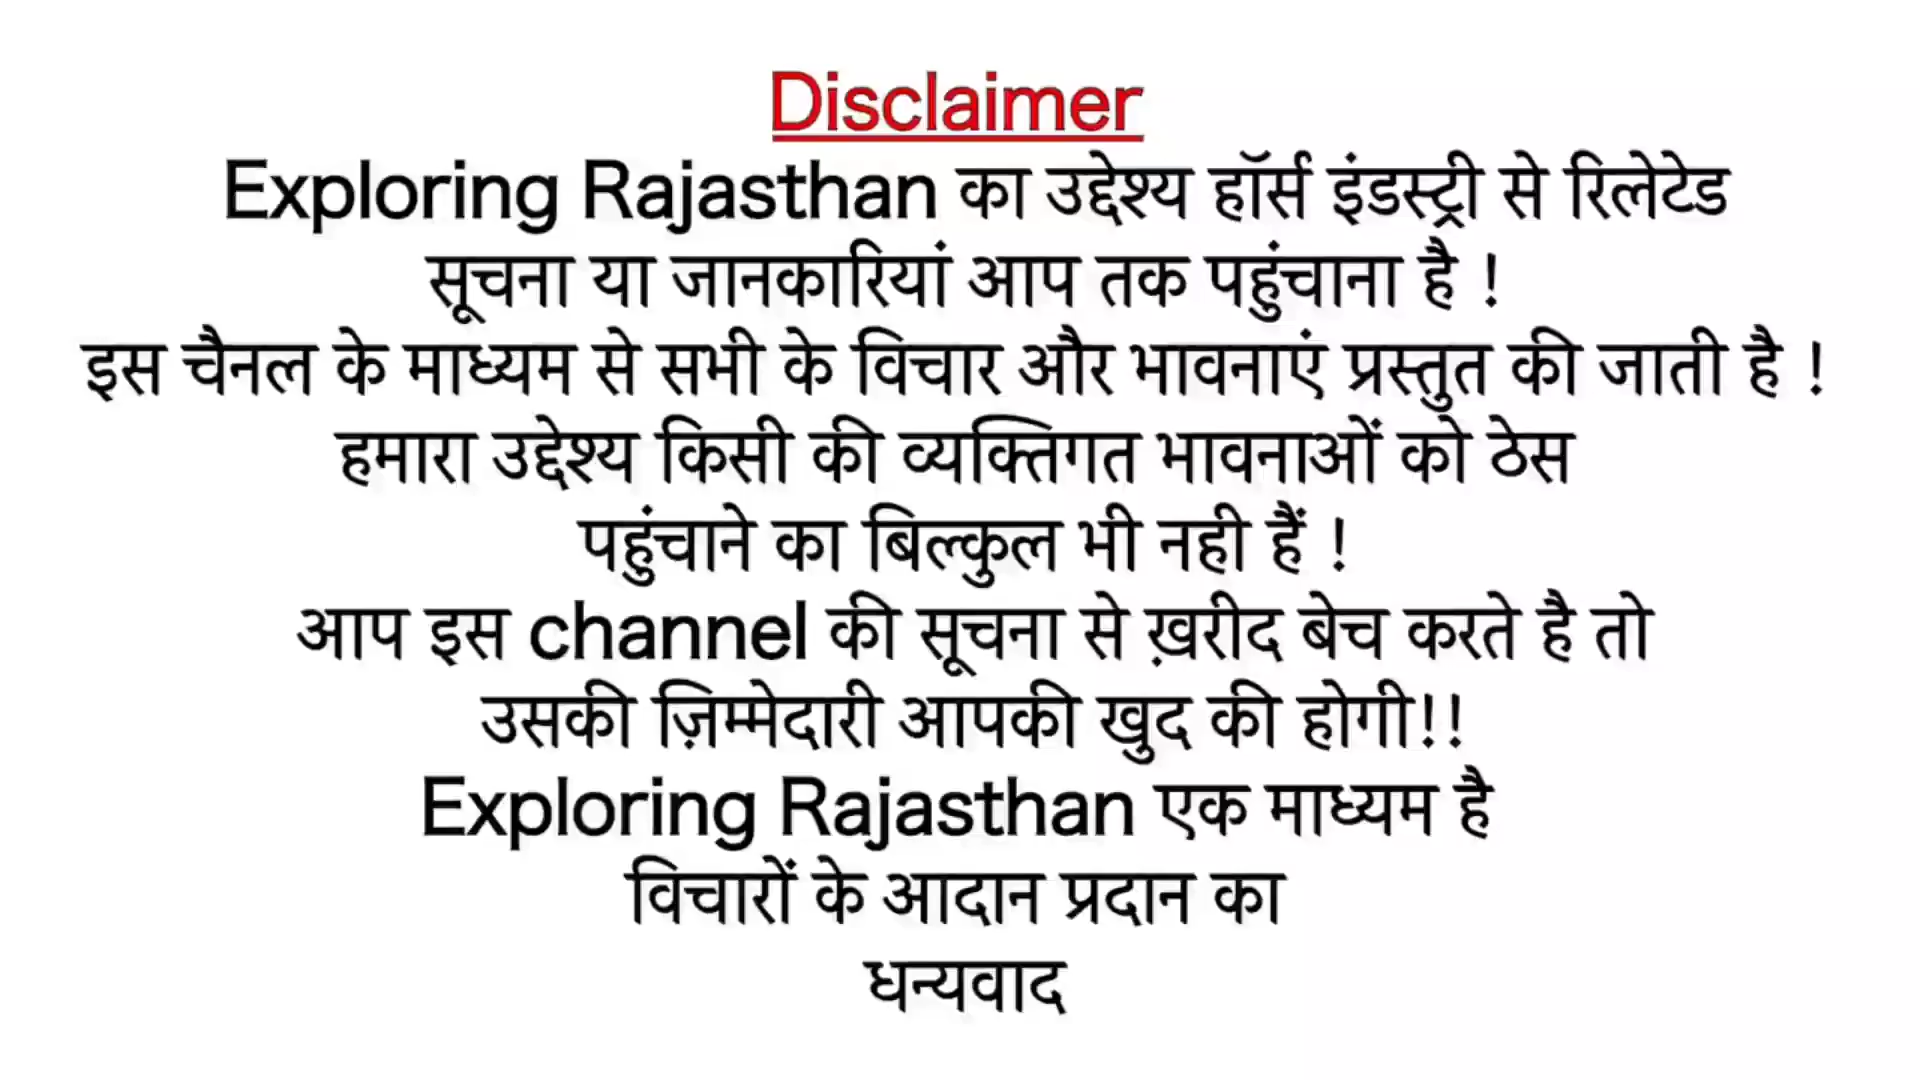 Disclaimer
Exploring Rajasthan का उद्देश्य हॉर्स इंडस्ट्री से रिलेटेड
सूचना या जानकारियां आप तक पहुंचाना है !
इस चैनल के माध्यम से सभी के विचार और भावनाएं प्रस्तुत की जाती है !
हमारा उद्देश्य किसी की व्यक्तिगत भावनाओं को ठेस
पहुंचाने का बिल्कुल भी नही हैं !
आप इस channel की सूचना से ख़रीद बेच करते है तो
उसकी ज़िम्मेदारी आपकी खुद की होगी!!
Exploring Rajasthan एक माध्यम है
विचारों के आदान प्रदान का
धन्यवाद